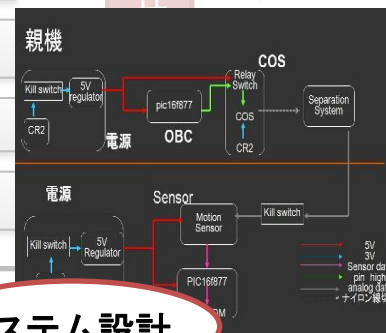 親機
COS
Kill switch
5V
regulator
Relay
Switch
pic16f877
COS
Separation
System
CR2
電源
OBC
CR2
電源
Sensor
Kill switch
5V
Regulator
Motion
Sensor
Kill switch
PIC16f877
5V
3V
Sensor da
pin high
analog dat
ナイロン線切
ステム設計